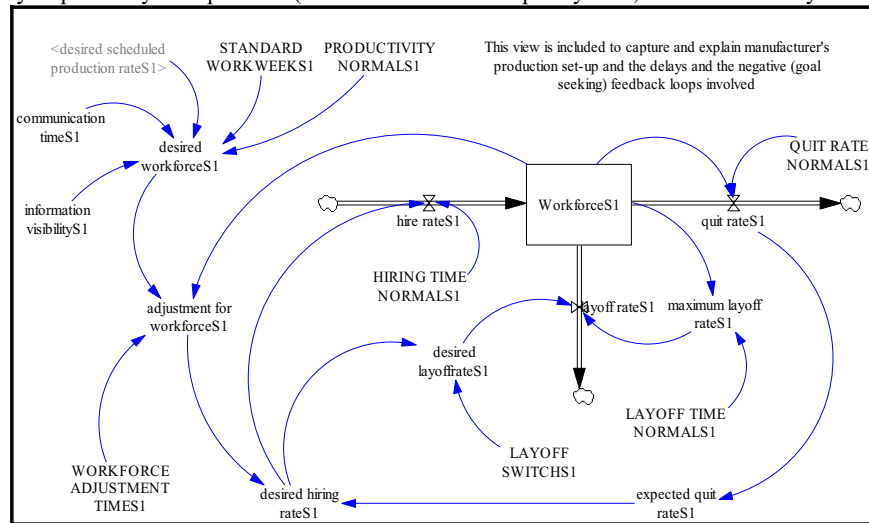 <desired scheduled
production rateS1>
STANDARD
WORKWEEKS1
PRODUCTIVITY
NORMALS1
This view is included to capture and explain manufacturer's
production set-up and the delays and the negative (goal
seeking) feedback loops involved
communication
timeS1
desired
workforceS1
QUIT RATE
NORMALS1
information
visibilityS1
hire rateS1
WorkforceS1
quit rateS1
HIRING TIME
NORMALS1
adjustment for
workforceS1
layoff rateS1
maximum layoff
rateS1
desired
layoffrateS1
LAYOFF TIME
NORMALS1
LAYOFF
SWITCHS1
WORKFORCE
ADJUSTMENT
TIMES1
desired hiring
rateS1
expected quit
rateS1